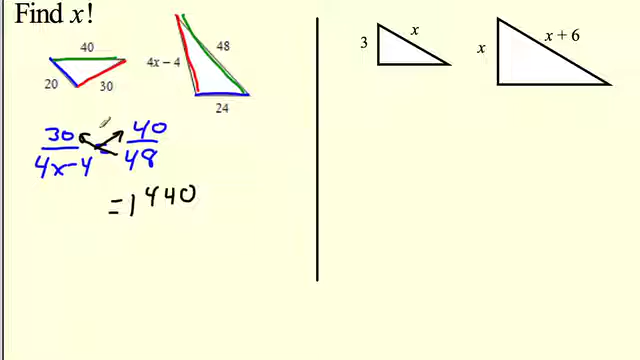 Find x!
40
20
30
4x – 4
48
24
30/4x-4 = 40/48
=1440
3
x
x
x + 6